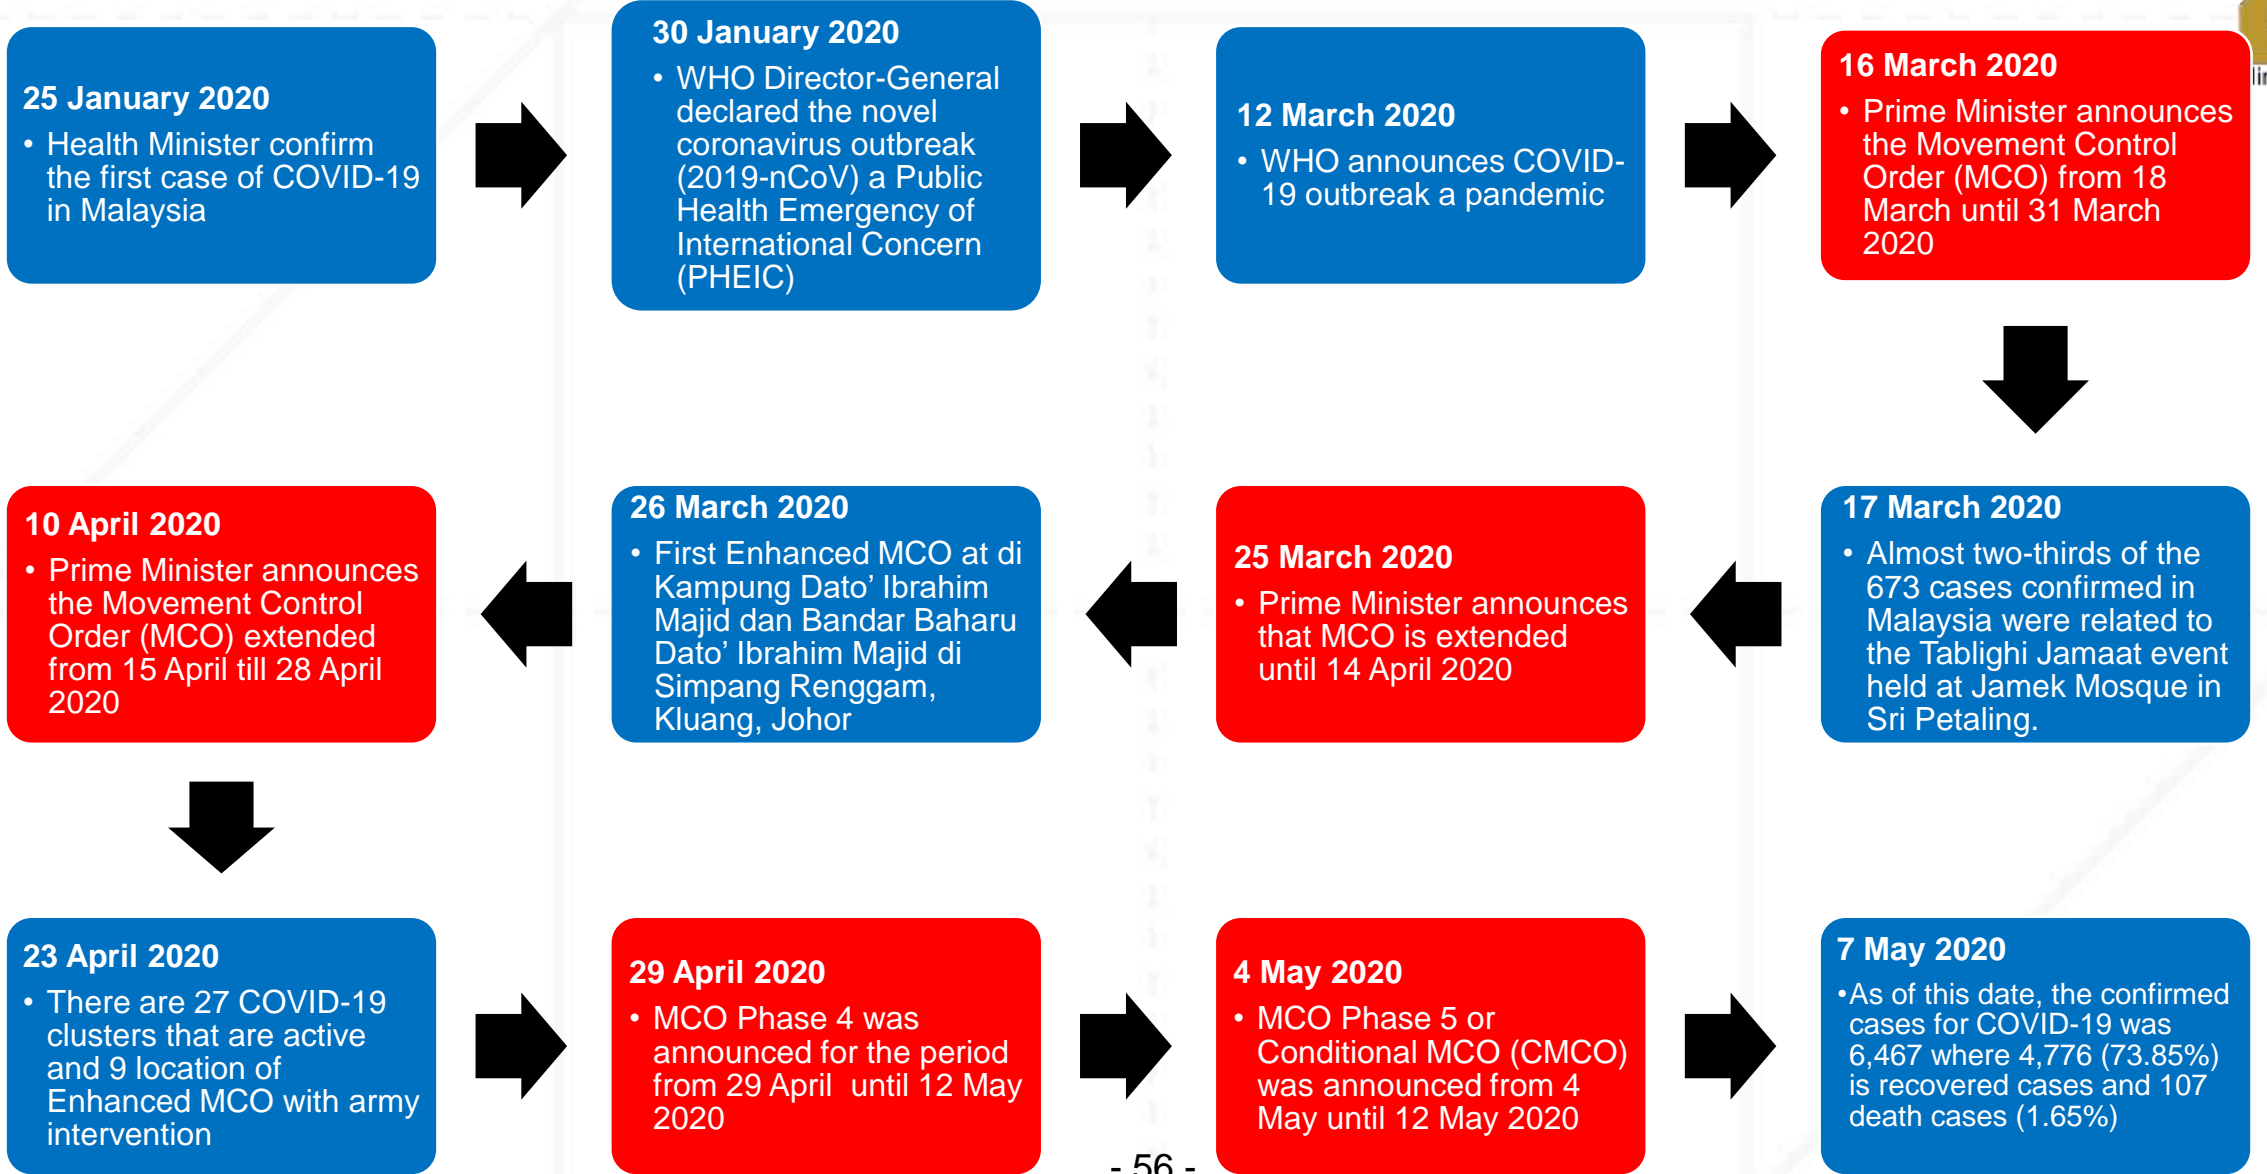 25 January 2020
• Health Minister confirm
the first case of COVID-19
in Malaysia
30 January 2020
• WHO Director-General
declared the novel
coronavirus outbreak
(2019-nCoV) a Public
Health Emergency of
International Concern
(PHEIC)
12 March 2020
• WHO announces COVID-
19 outbreak a pandemic
16 March 2020
• Prime Minister announces
the Movement Control
Order (MCO) from 18
March until 31 March
2020
17 March 2020
• Almost two-thirds of the
673 cases confirmed in
Malaysia were related to
the Tablighi Jamaat event
held at Jamek Mosque in
Sri Petaling.
25 March 2020
• Prime Minister announces
that MCO is extended
until 14 April 2020
26 March 2020
• First Enhanced MCO at di
Kampung Dato’ Ibrahim
Majid dan Bandar Baharu
Dato’ Ibrahim Majid di
Simpang Renggam,
Kluang, Johor
10 April 2020
• Prime Minister announces
the Movement Control
Order (MCO) extended
from 15 April till 28 April
2020
23 April 2020
• There are 27 COVID-19
clusters that are active
and 9 location of
Enhanced MCO with army
intervention
29 April 2020
• MCO Phase 4 was
announced for the period
from 29 April until 12 May
2020
4 May 2020
• MCO Phase 5 or
Conditional MCO (CMCO)
was announced from 4
May until 12 May 2020
7 May 2020
•As of this date, the confirmed
cases for COVID-19 was
6,467 where 4,776 (73.85%)
is recovered cases and 107
death cases (1.65%)
- 56 -